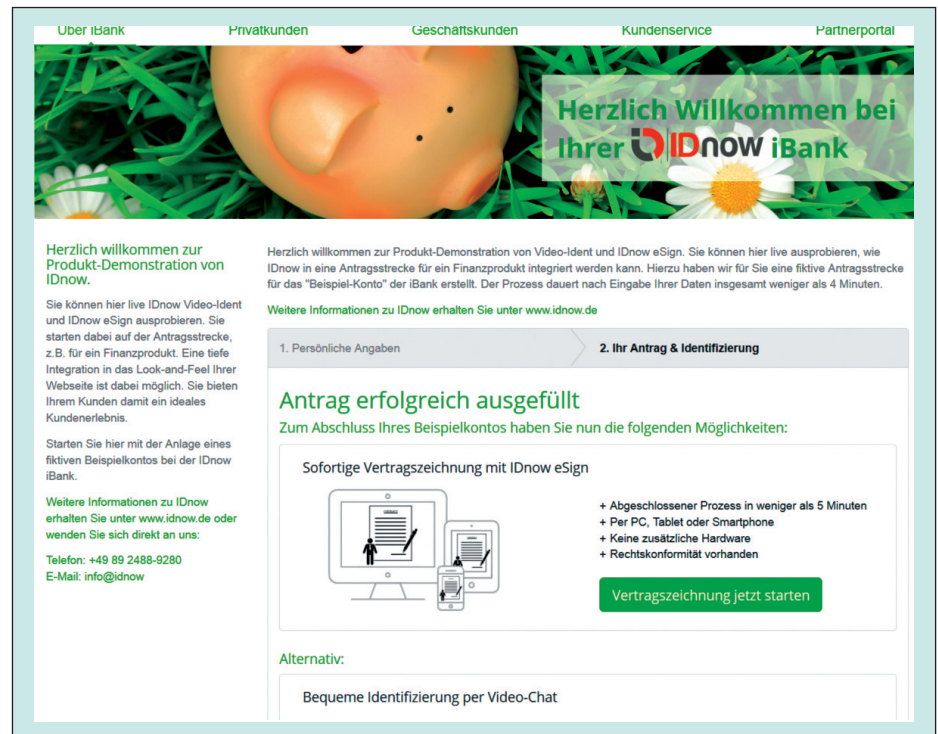 Über iBank
Privatkunden
Geschäftskunden
Kundenservice
Partnerportal
Herzlich Willkommen bei
Ihrer IDnow iBank
Herzlich willkommen zur
Produkt-Demonstration von
IDnow.
Sie können hier live IDnow Video-Ident
und IDnow eSign ausprobieren. Sie
starten dabei auf der Antragsstrecke,
z.B. für ein Finanzprodukt. Eine tiefe
Integration in das Look-and-Feel Ihrer
Webseite ist dabei möglich. Sie bieten
Ihrem Kunden damit ein ideales
Kundenerlebnis.
Starten Sie hier mit der Anlage eines
fiktiven Beispielkontos bei der IDnow
iBank.
Weitere Informationen zu IDnow
erhalten Sie unter www.idnow.de oder
wenden Sie sich direkt an uns:
Telefon: +49 89 2488-9280
E-Mail: info@idnow
Herzlich willkommen zur Produkt-Demonstration von Video-Ident und IDnow eSign. Sie können hier live ausprobieren, wie
IDnow in eine Antragsstrecke für ein Finanzprodukt integriert werden kann. Hierzu haben wir für Sie eine fiktive Antragsstrecke
für das "Beispiel-Konto" der iBank erstellt. Der Prozess dauert nach Eingabe Ihrer Daten insgesamt weniger als 4 Minuten.
Weitere Informationen zu IDnow erhalten Sie unter www.idnow.de
1. Persönliche Angaben
2. Ihr Antrag & Identifizierung
Antrag erfolgreich ausgefüllt
Zum Abschluss Ihres Beispielkontos haben Sie nun die folgenden Möglichkeiten:
Sofortige Vertragszeichnung mit IDnow eSign
+ Abgeschlossener Prozess in weniger als 5 Minuten
+ Per PC, Tablet oder Smartphone
+ Keine zusätzliche Hardware
+ Rechtskonformität vorhanden
Vertragszeichnung jetzt starten
Alternativ:
Bequeme Identifizierung per Video-Chat